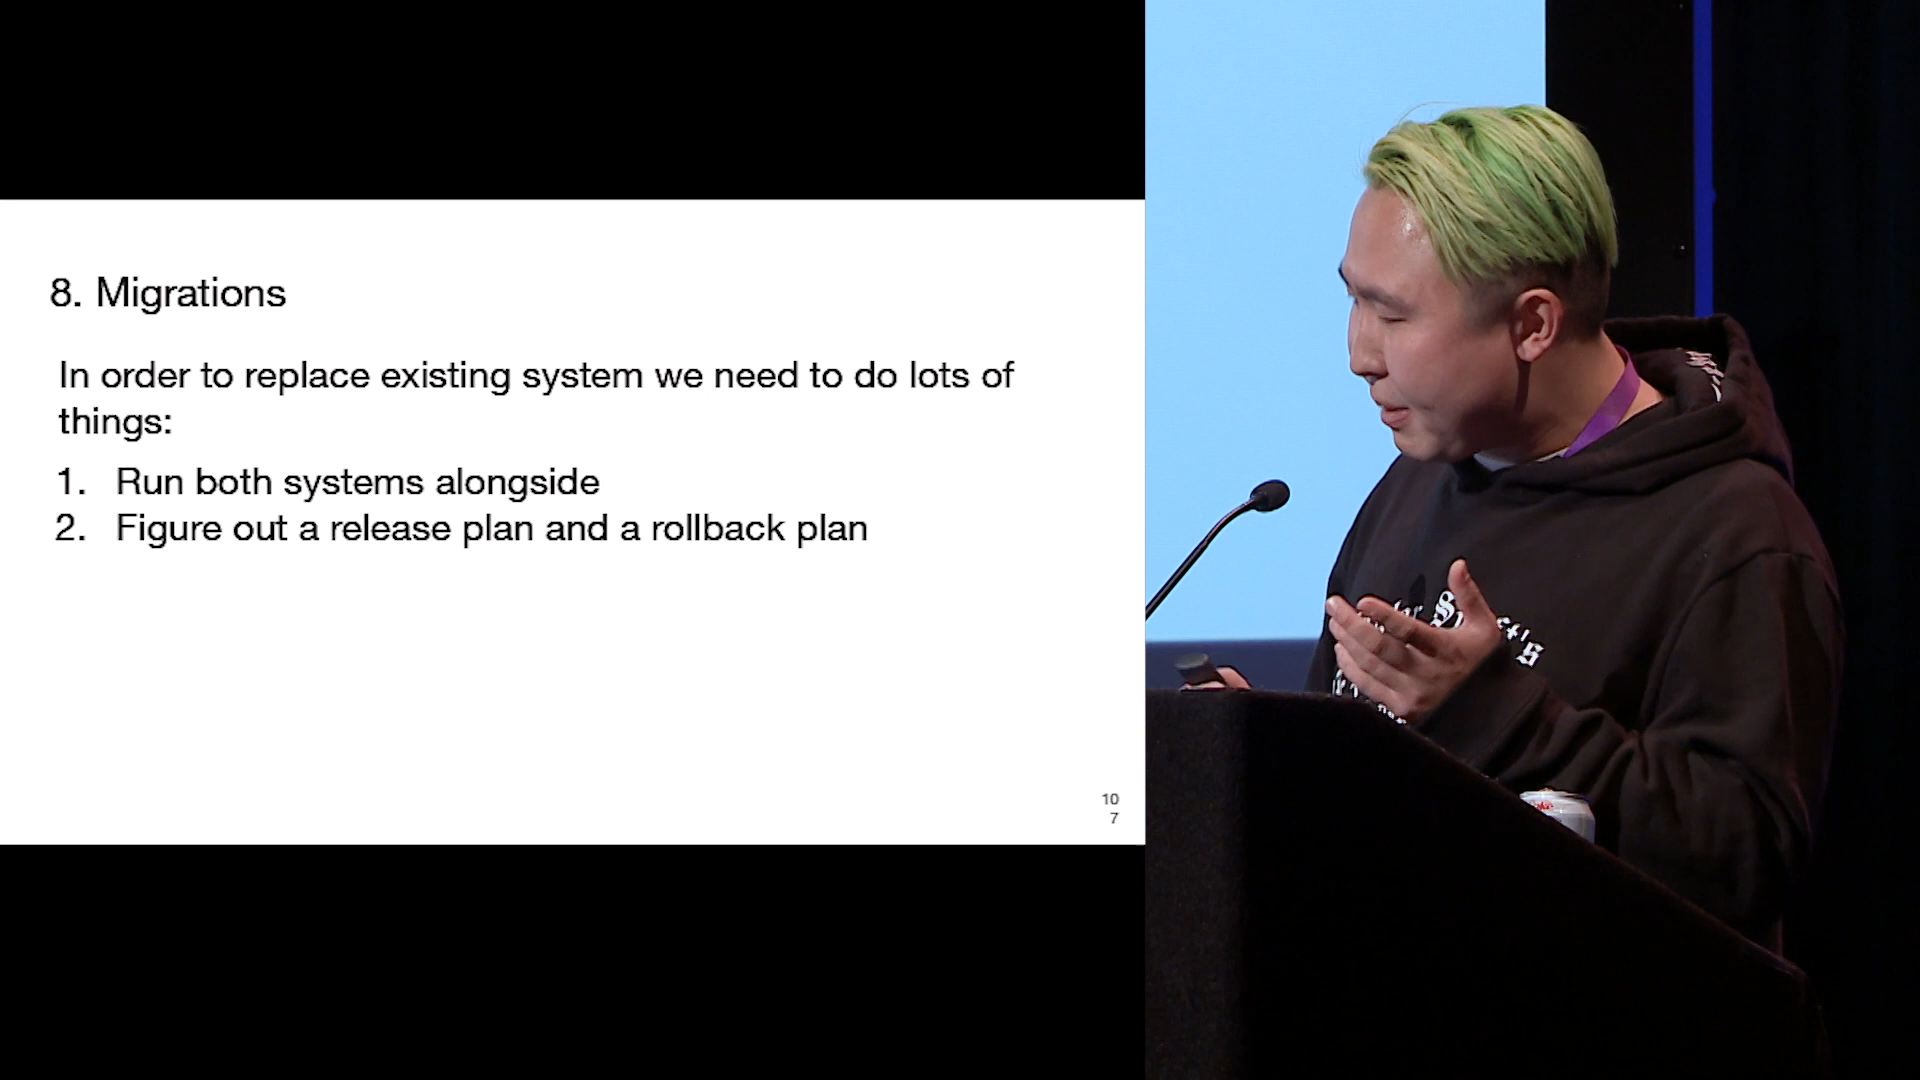 8. Migrations
In order to replace existing system we need to do lots of
things:
1. Run both systems alongside
2. Figure out a release plan and a rollback plan
10
7